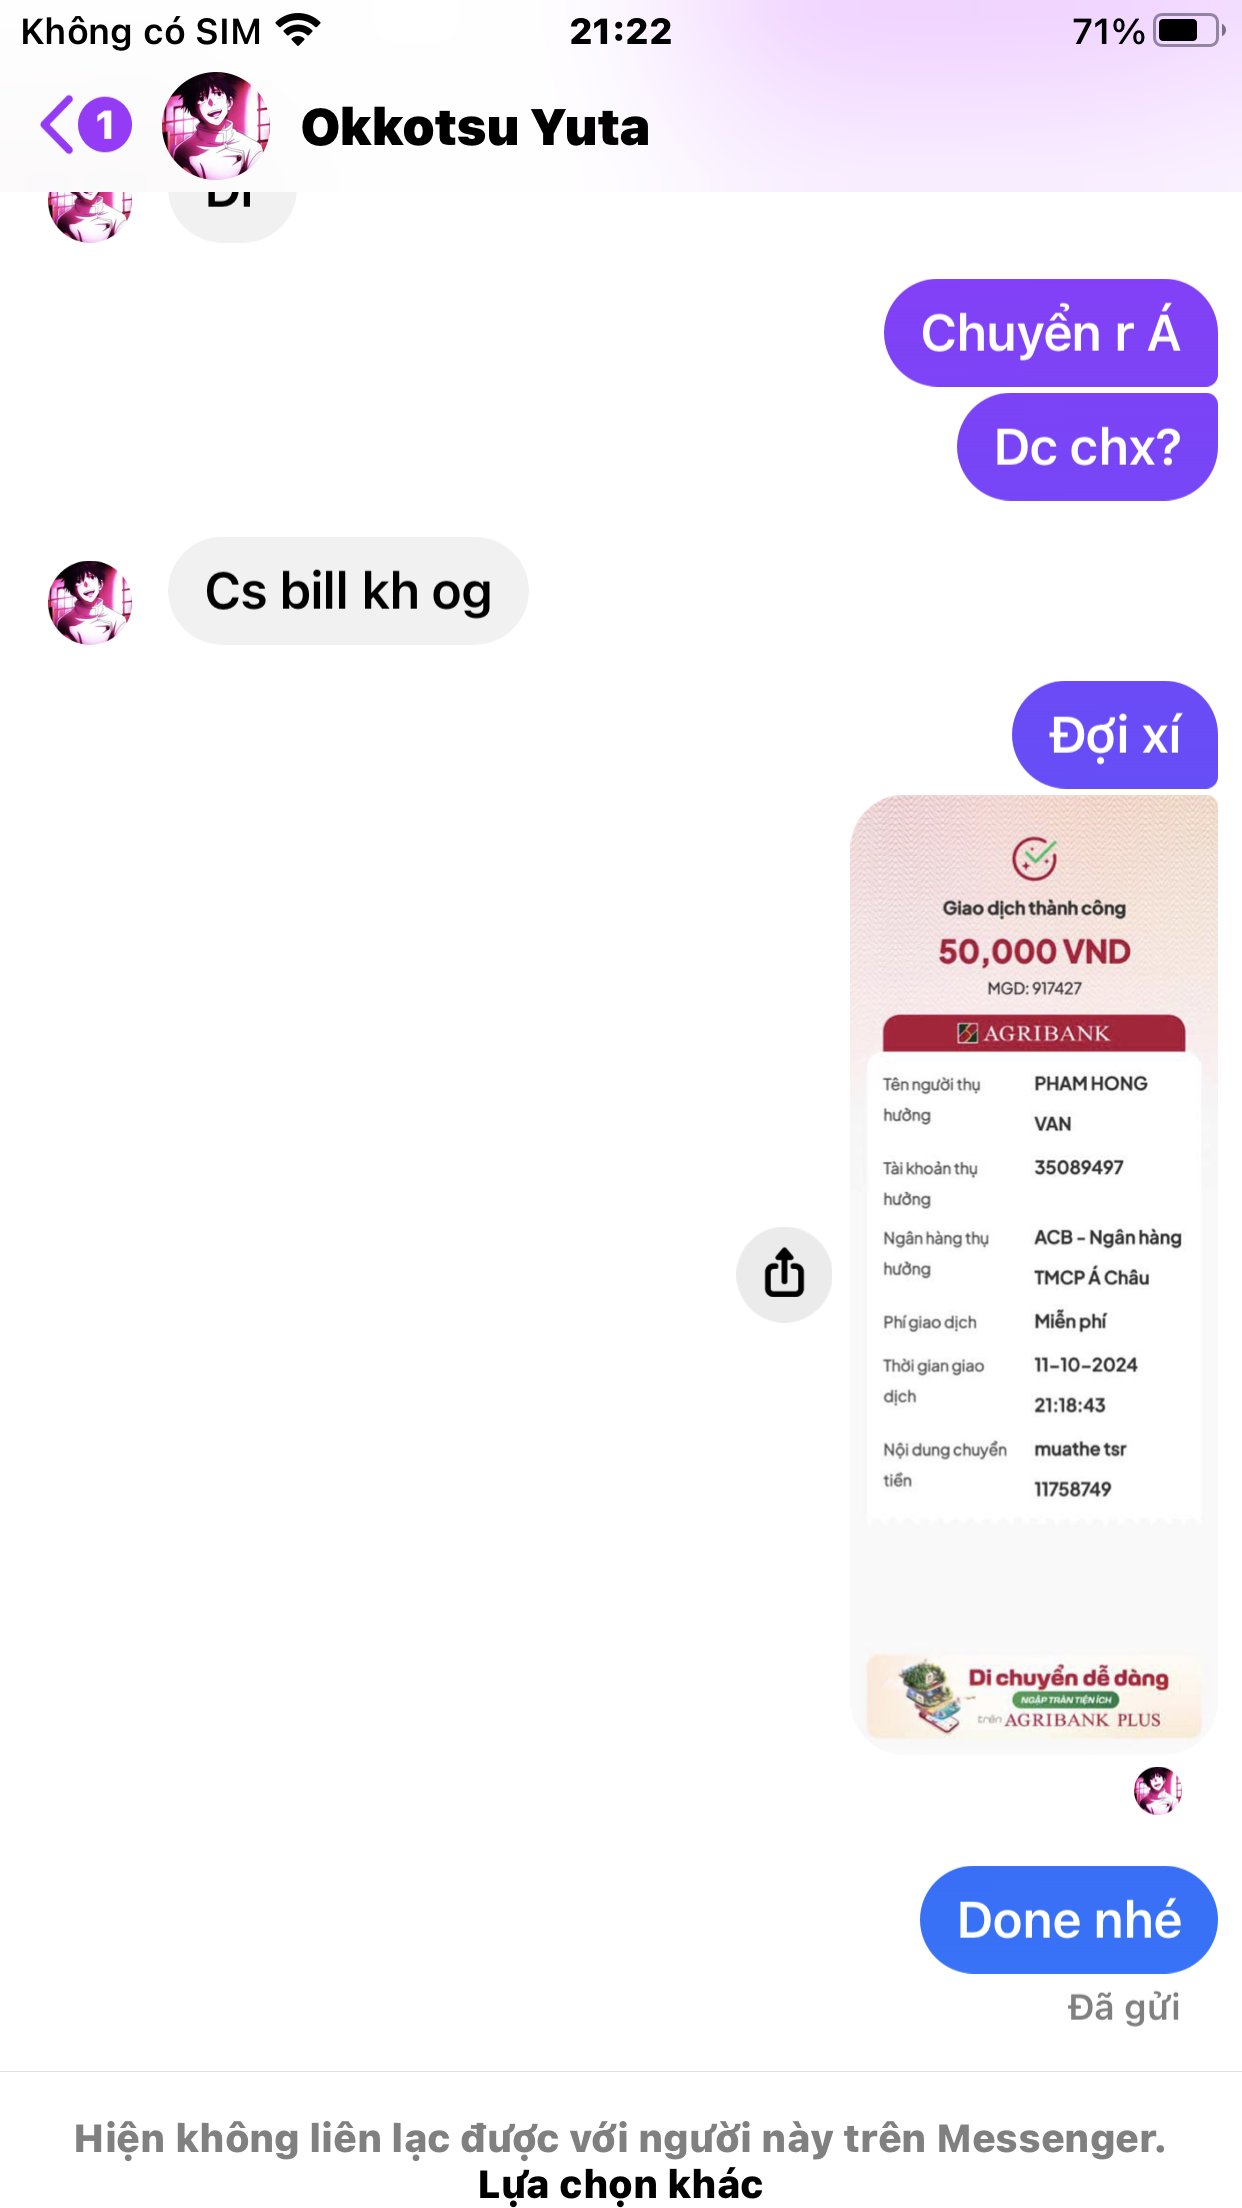 Không có SIM 21:22 71%
1 Okkotsu Yuta
Chuyển r Á
Dc chx?
Cs bill kh og
Đợi xí
Giao dịch thành công
50,000 VND
MGD: 917427
AGRIBANK
Tên người thụ hưởng PHAM HONG VAN
Tài khoản thụ hưởng 35089497
Ngân hàng thụ hưởng ACB - Ngân hàng TMCP Á Châu
Phí giao dịch Miễn phí
Thời gian giao dịch 11-10-2024 21:18:43
Nội dung chuyển tiền muathe tsr 11758749
Di chuyển dễ dàng
NGẬP TRÀN TIỆN ÍCH
trên AGRIBANK PLUS
Done nhé
Đã gửi
Hiện không liên lạc được với người này trên Messenger.
Lựa chọn khác